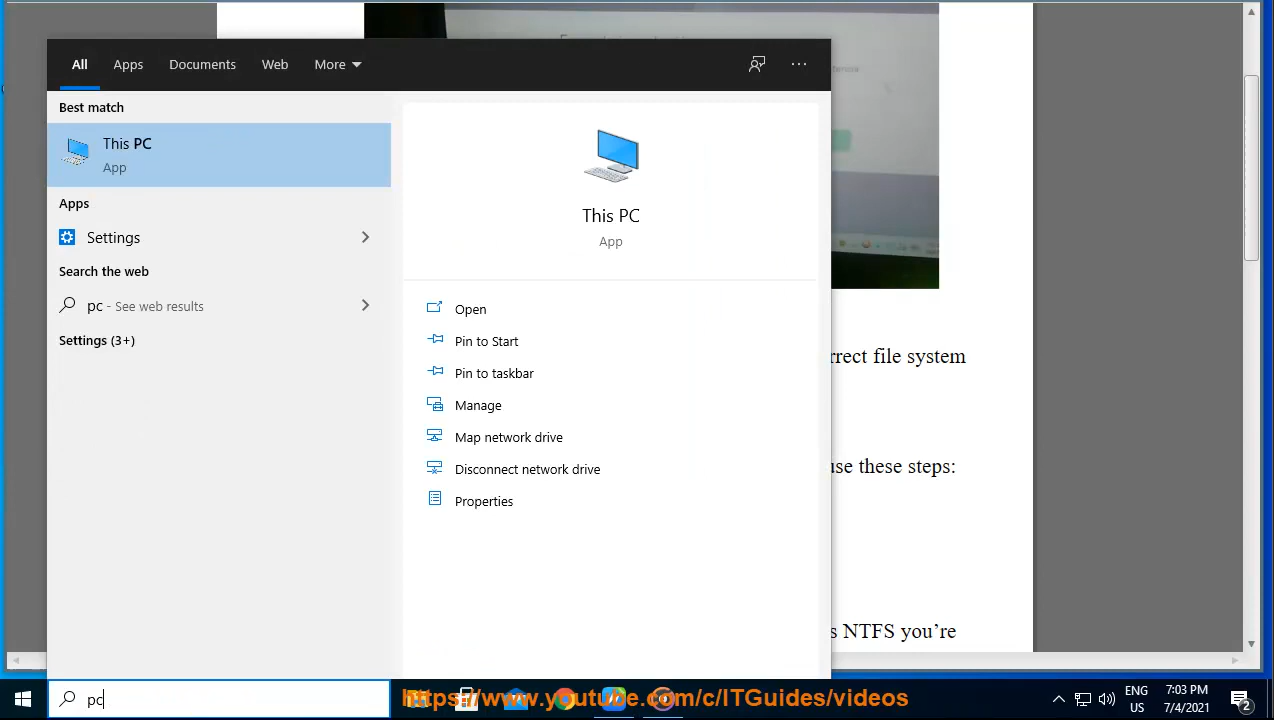 All Apps Documents Web More
Best match
This PC
App
Apps
Settings
Search the web
pc - See web results
Settings (3+)
This PC
App
Open
Pin to Start
Pin to taskbar
Manage
Map network drive
Disconnect network drive
Properties
file system
these steps:
NTFS you’re
pc
https://www.youtube.com/c/ITGuides/videos
ENG
US
7:03 PM
7/4/2021
2